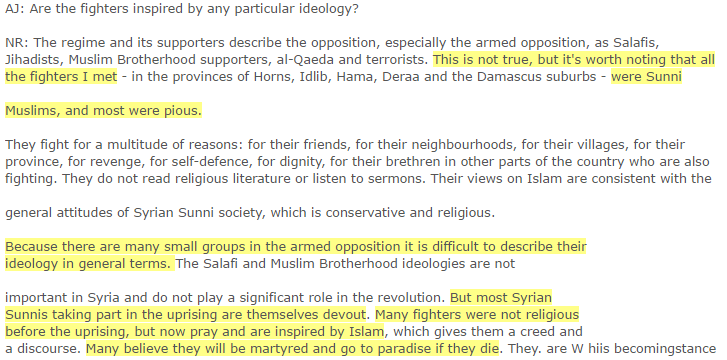 AJ: Are the fighters inspired by any particular ideology?
NR: The regime and its supporters describe the opposition, especially the armed opposition, as Salafis,
Jihadists, Muslim Brotherhood supporters, al-Qaeda and terrorists. This is not true, but it's worth noting that all
the fighters I met - in the provinces of Homs, Idlib, Hama, Deraa and the Damascus suburbs - were Sunni
Muslims, and most were pious.
They fight for a multitude of reasons: for their friends, for their neighbourhoods, for their villages, for their
province, for revenge, for self-defence, for dignity, for their brethren in other parts of the country who are also
fighting. They do not read religious literature or listen to sermons. Their views on Islam are consistent with the
general attitudes of Syrian Sunni society, which is conservative and religious.
Because there are many small groups in the armed opposition it is difficult to describe their
ideology in general terms. The Salafi and Muslim Brotherhood ideologies are not
important in Syria and do not play a significant role in the revolution. But most Syrian
Sunnis taking part in the uprising are themselves devout. Many fighters were not religious
before the uprising, but now pray and are inspired by Islam, which gives them a creed and
a discourse. Many believe they will be martyred and go to paradise if they die. They. are W hiis becomingstance